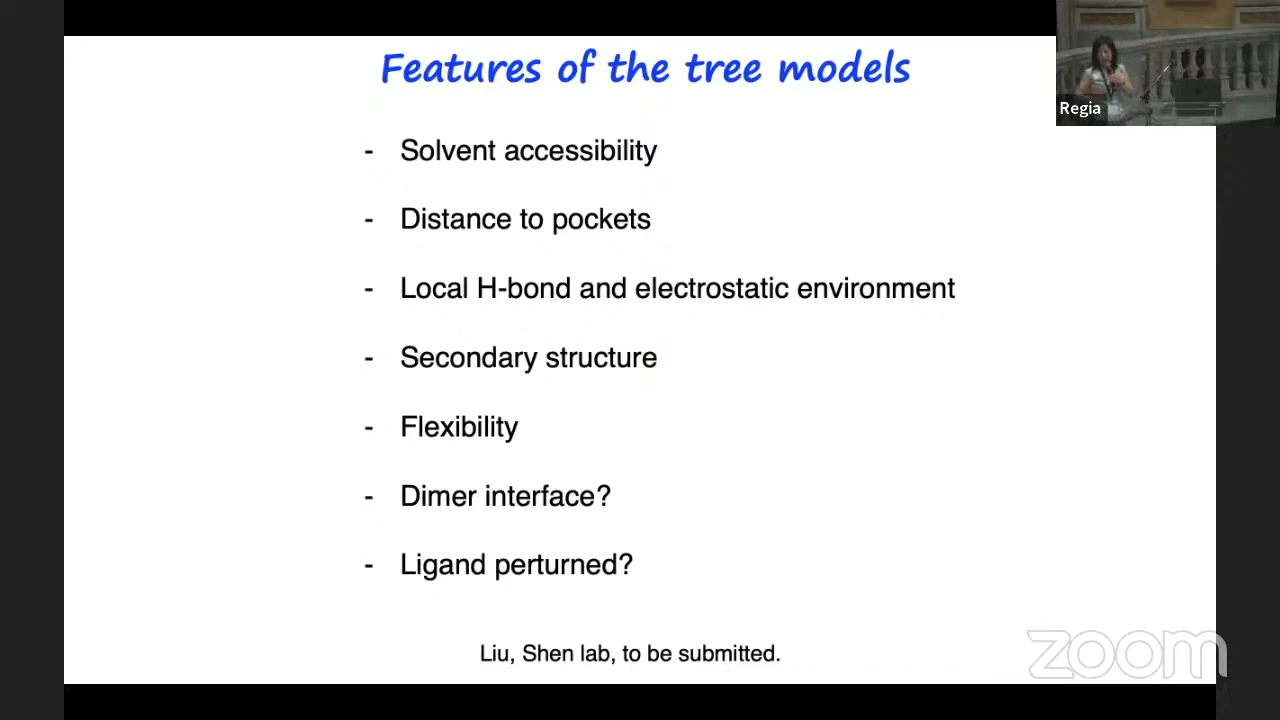 Features of the tree models
Regia
- Solvent accessibility
- Distance to pockets
- Local H-bond and electrostatic environment
- Secondary structure
- Flexibility
- Dimer interface?
- Ligand perturned?
Liu, Shen lab, to be submitted.
zoom